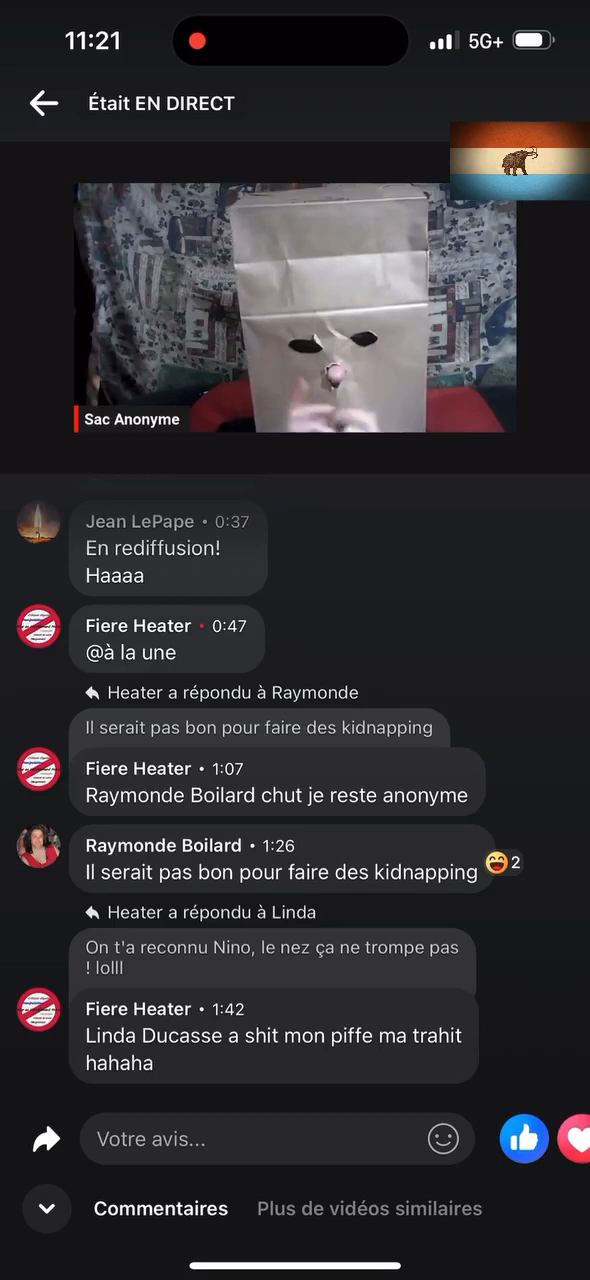 11:21
5G+
Était EN DIRECT
Sac Anonyme
Jean LePape • 0:37
En rediffusion!
Haaaa
Fiere Heater • 0:47
@à la une
Heater a répondu à Raymonde
Il serait pas bon pour faire des kidnapping
Fiere Heater • 1:07
Raymonde Boilard chut je reste anonyme
Raymonde Boilard • 1:26
Il serait pas bon pour faire des kidnapping
2
Heater a répondu à Linda
On t'a reconnu Nino, le nez ça ne trompe pas
! lolll
Fiere Heater • 1:42
Linda Ducasse a shit mon piffe ma trahit
hahaha
Votre avis...
Commentaires
Plus de vidéos similaires